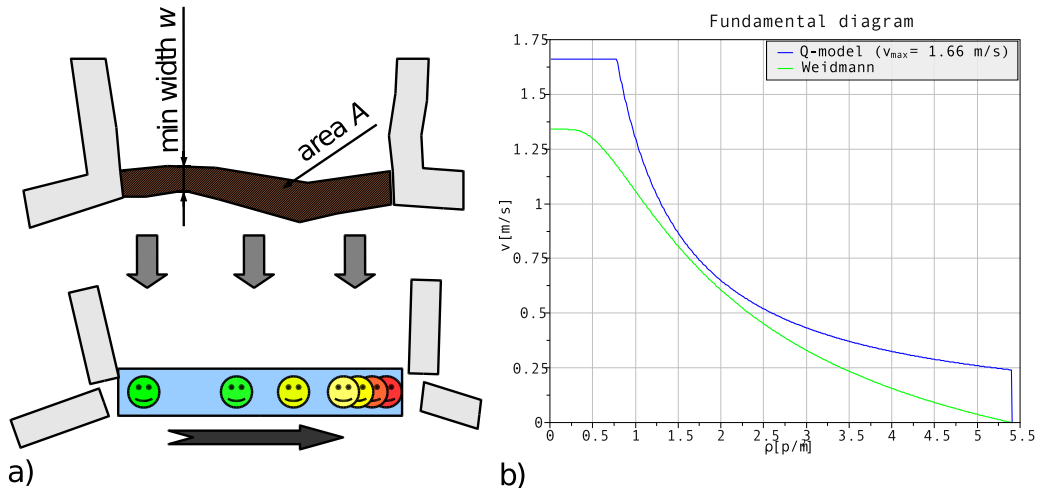 min width w
area A
a)
Fundamental diagram
Q-model (vmax= 1.66 m/s)
Weidmann
v[m/s]
1.75
1.5
1.25
1
0.75
0.5
0.25
0
0 0.5 1.0 1.5 2 2.5 3 3.5 4 4.5 5 5.5
ρ[p/m²]
b)